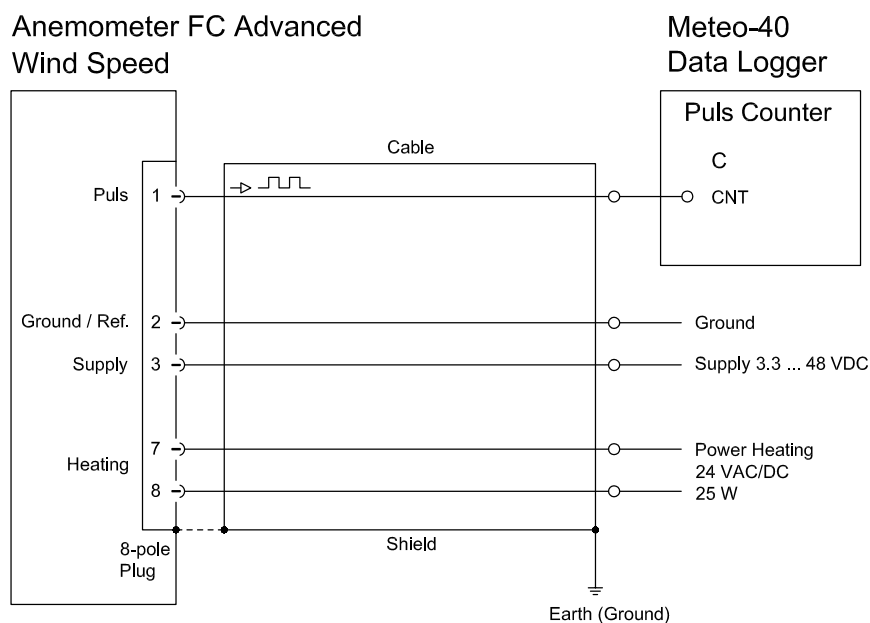 Anemometer FC Advanced
Wind Speed
Meteo-40
Data Logger
Puls Counter
C
CNT
Cable
Puls
1
Ground / Ref.
2
Ground
Supply
3
Supply 3.3 ... 48 VDC
Heating
7
8
Power Heating
24 VAC/DC
25 W
8-pole
Plug
Shield
Earth (Ground)